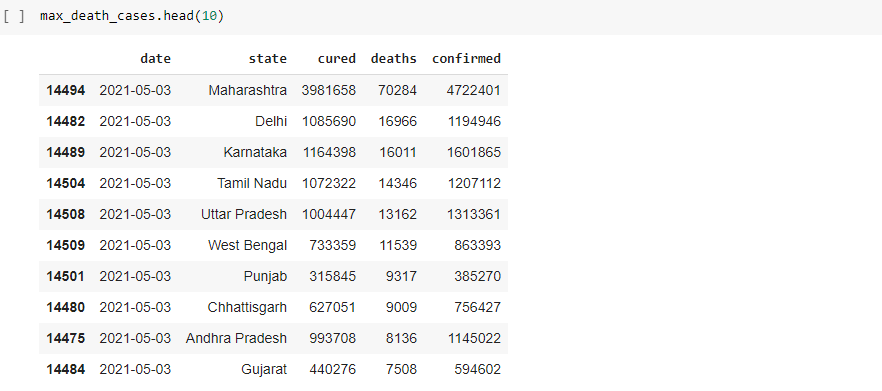 [ ] max_death_cases.head(10)
date state cured deaths confirmed
14494 2021-05-03 Maharashtra 3981658 70284 4722401
14482 2021-05-03 Delhi 1085690 16966 1194946
14489 2021-05-03 Karnataka 1164398 16011 1601865
14504 2021-05-03 Tamil Nadu 1072322 14346 1207112
14508 2021-05-03 Uttar Pradesh 1004447 13162 1313361
14509 2021-05-03 West Bengal 733359 11539 863393
14501 2021-05-03 Punjab 315845 9317 385270
14480 2021-05-03 Chhattisgarh 627051 9009 756427
14475 2021-05-03 Andhra Pradesh 993708 8136 1145022
14484 2021-05-03 Gujarat 440276 7508 594602